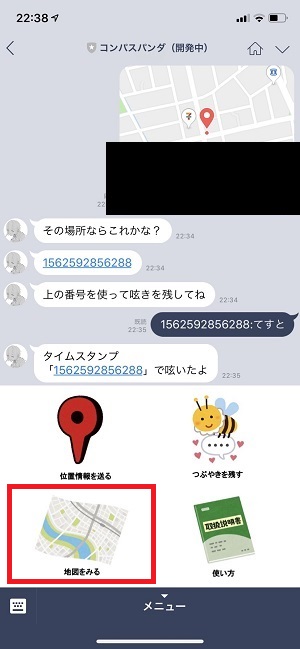 22:38
コンパスパンダ（開発中）
その場所ならこれかな？
22:34
1562592856288
22:34
上の番号を使って呟きを残してね
22:34
既読
22:35
1562592856288:てすと
タイムスタンプ
「1562592856288」で呟いたよ
22:35
位置情報を送る
つぶやきを残す
取扱説明書
地図をみる
使い方
メニュー